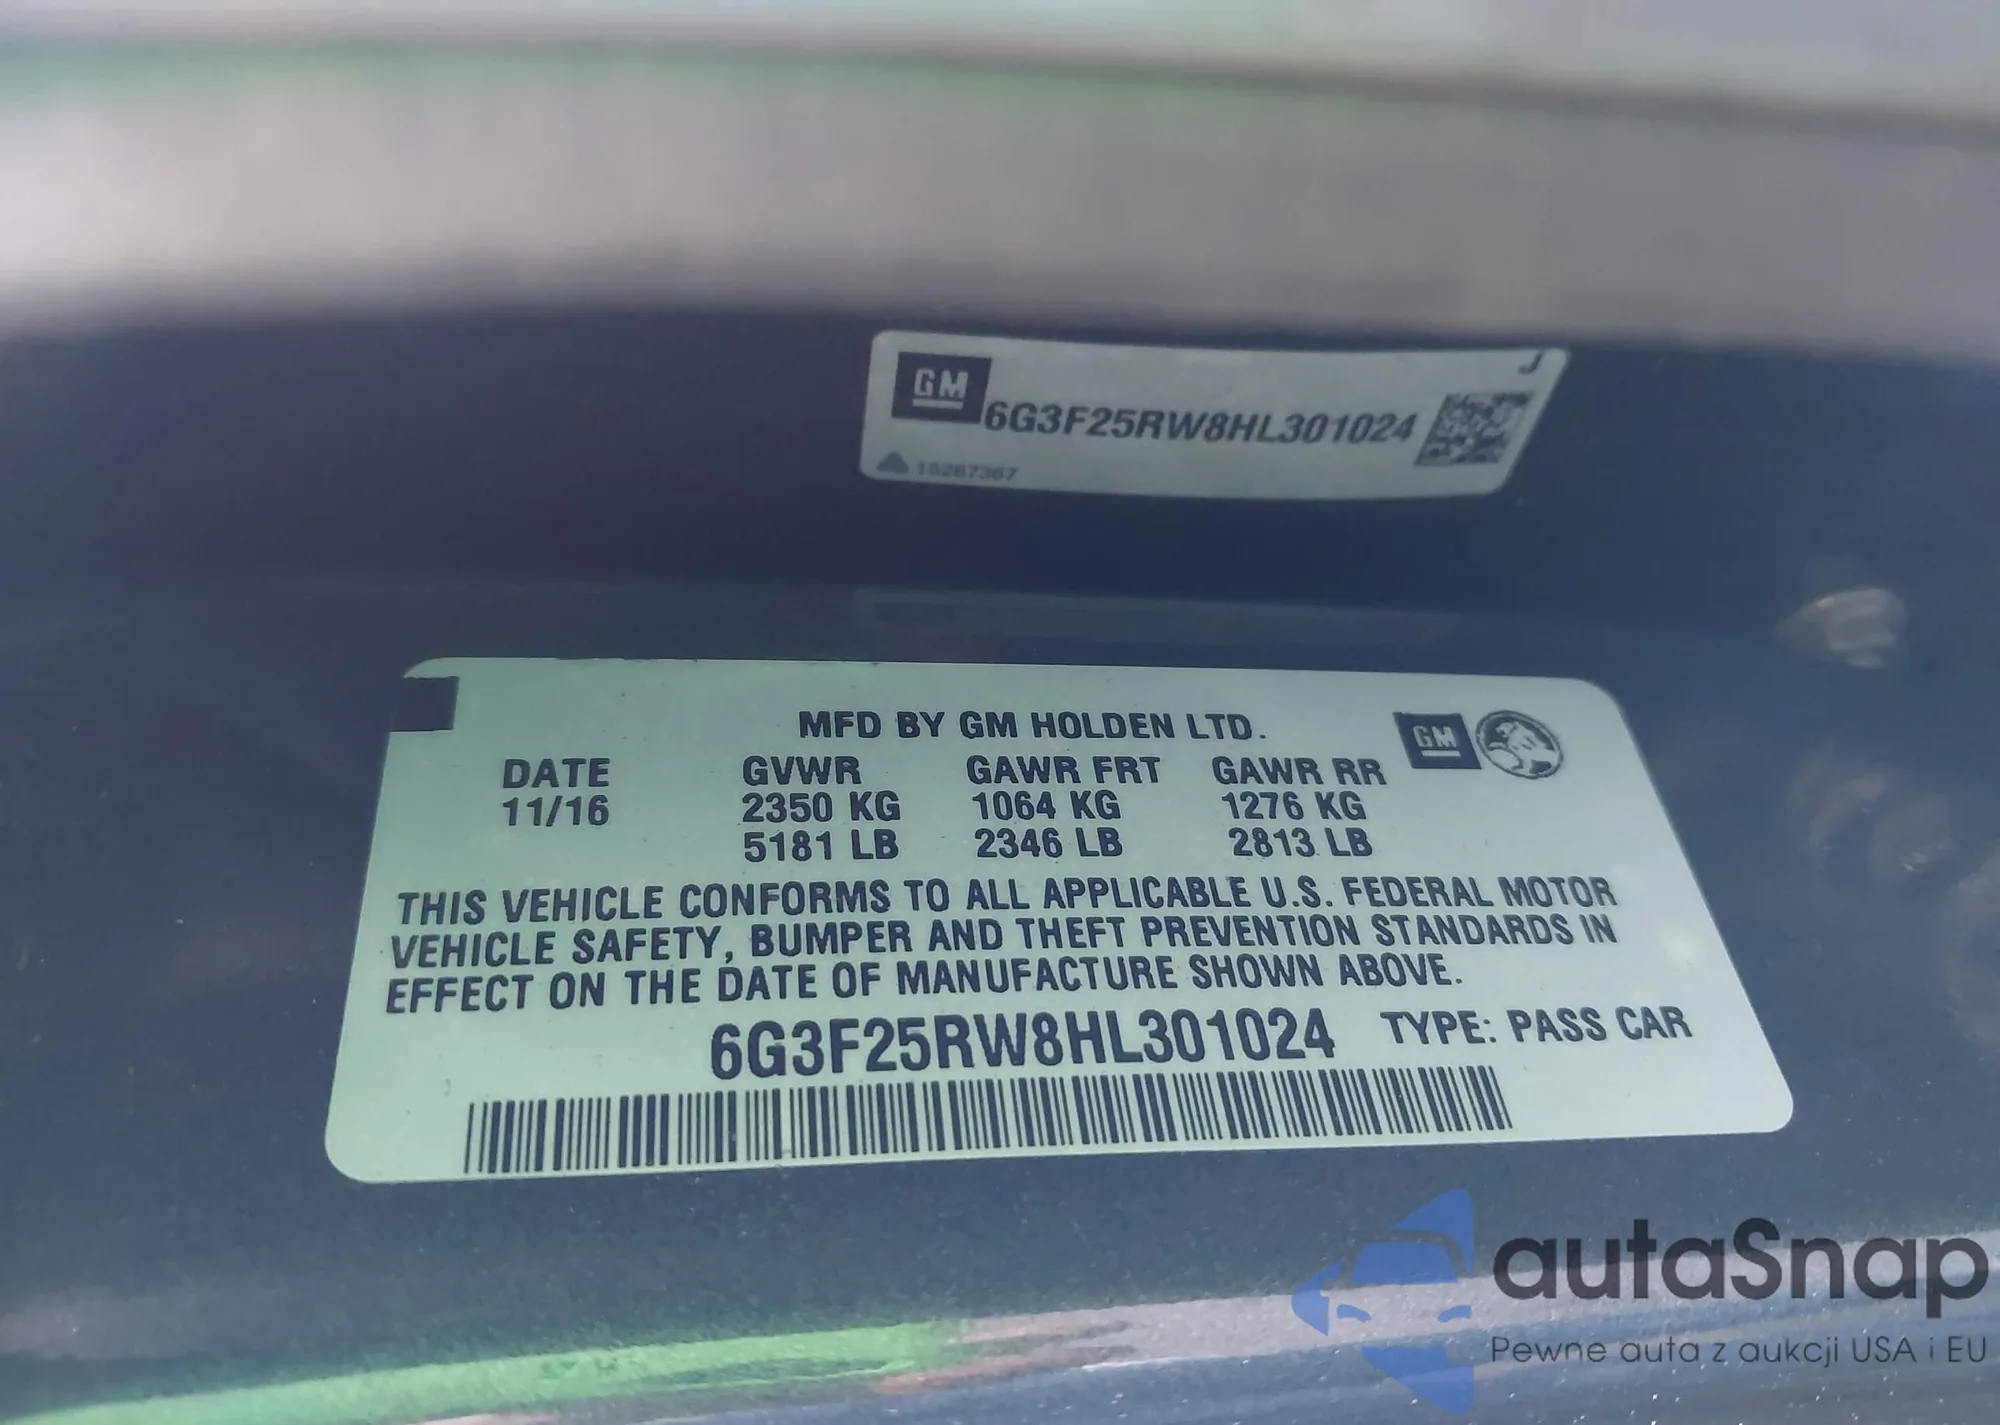 J
GM
6G3F25RW8HL301024
15267367
MFD BY GM HOLDEN LTD.
GM
DATE GVWR GAWR FRT GAWR RR
11/16 2350 KG 1064 KG 1276 KG
5181 LB 2346 LB 2813 LB
THIS VEHICLE CONFORMS TO ALL APPLICABLE U.S. FEDERAL MOTOR
VEHICLE SAFETY, BUMPER AND THEFT PREVENTION STANDARDS IN
EFFECT ON THE DATE OF MANUFACTURE SHOWN ABOVE.
6G3F25RW8HL301024 TYPE: PASS CAR
autaSnap
Pewne auta z aukcji USA i EU